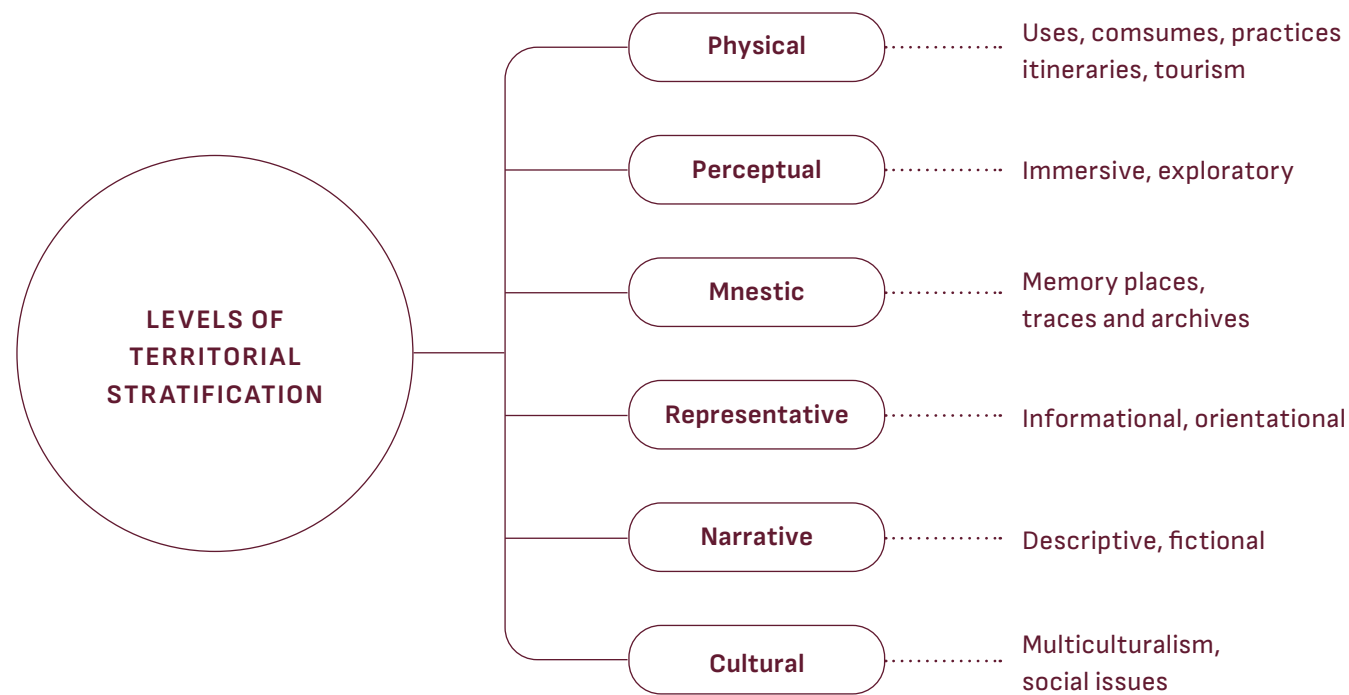 LEVELS OF
TERRITORIAL
STRATIFICATION
Physical
Uses, comsumes, practices
itineraries, tourism
Perceptual
Immersive, exploratory
Mnestic
Memory places,
traces and archives
Representative
Informational, orientational
Narrative
Descriptive, fictional
Cultural
Multiculturalism,
social issues